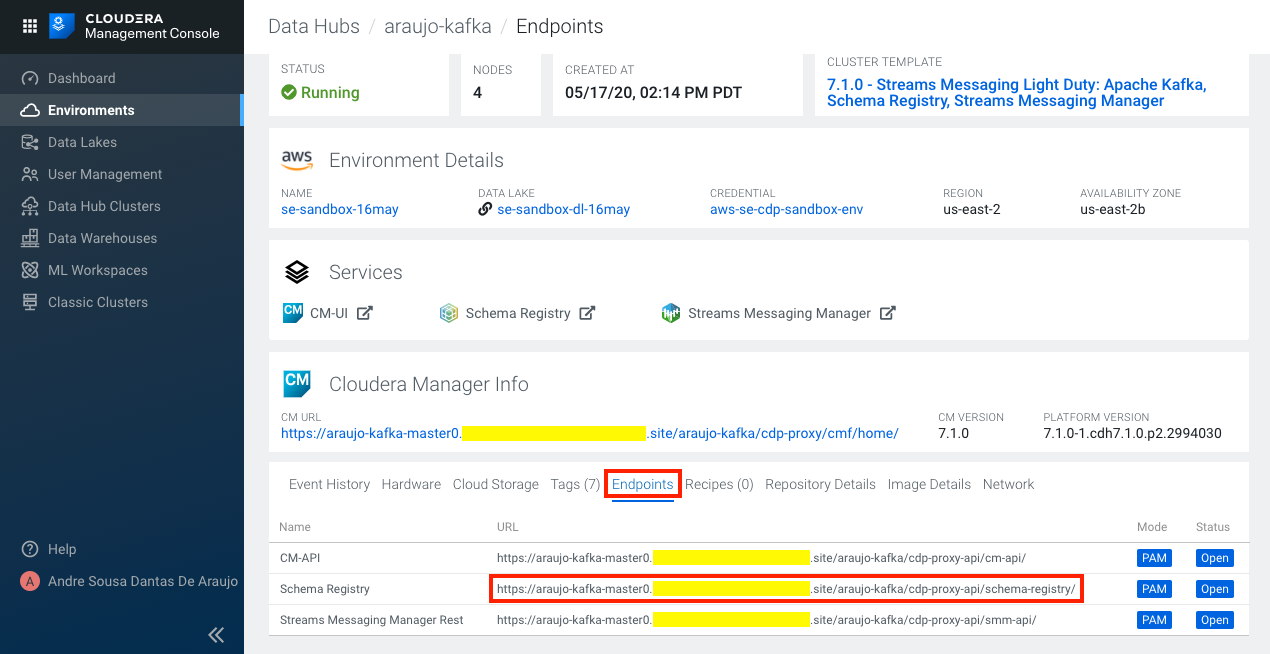 CLOUDERA
Management Console
Dashboard
Environments
Data Lakes
User Management
Data Hub Clusters
Data Warehouses
ML Workspaces
Classic Clusters
Help
A Andre Sousa Dantas De Araujo
Data Hubs / araujo-kafka / Endpoints
STATUS
Running
NODES
4
CREATED AT
05/17/20, 02:14 PM PDT
CLUSTER TEMPLATE
7.1.0 - Streams Messaging Light Duty: Apache Kafka,
Schema Registry, Streams Messaging Manager
aws Environment Details
NAME DATA LAKE CREDENTIAL REGION AVAILABILITY ZONE
se-sandbox-16may se-sandbox-dl-16may aws-se-cdp-sandbox-env us-east-2 us-east-2b
Services
CM CM-UI Schema Registry Streams Messaging Manager
CM Cloudera Manager Info
CM URL CM VERSION PLATFORM VERSION
https://araujo-kafka-master0. .site/araujo-kafka/cdp-proxy/cmf/home/ 7.1.0 7.1.0-1.cdh7.1.0.p2.2994030
Event History Hardware Cloud Storage Tags (7) Endpoints Recipes (0) Repository Details Image Details Network
Name URL Mode Status
CM-API https://araujo-kafka-master0. .site/araujo-kafka/cdp-proxy-api/cm-api/ PAM Open
Schema Registry https://araujo-kafka-master0. .site/araujo-kafka/cdp-proxy-api/schema-registry/ PAM Open
Streams Messaging Manager Rest https://araujo-kafka-master0. .site/araujo-kafka/cdp-proxy-api/smm-api/ PAM Open